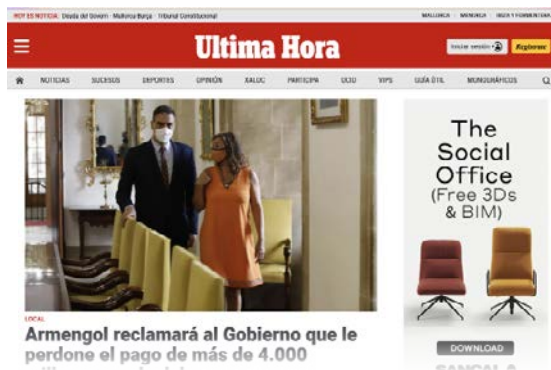 HOY ES NOTICIA: Deuda del Govern - Mallorca-Barça - Tribunal Constitucional
MALLORCA MENORCA IBIZA Y FORMENTERA
Ultima Hora
Iniciar sesión
Regístrese
NOTICIAS SUCESOS DEPORTES OPINIÓN XALOC PARTICIPA OCIO VIPS GUÍA ÚTIL MONOGRÁFICOS
The
Social
Office
(Free 3Ds
& BIM)
DOWNLOAD
LOCAL
Armengol reclamará al Gobierno que le
perdone el pago de más de 4.000